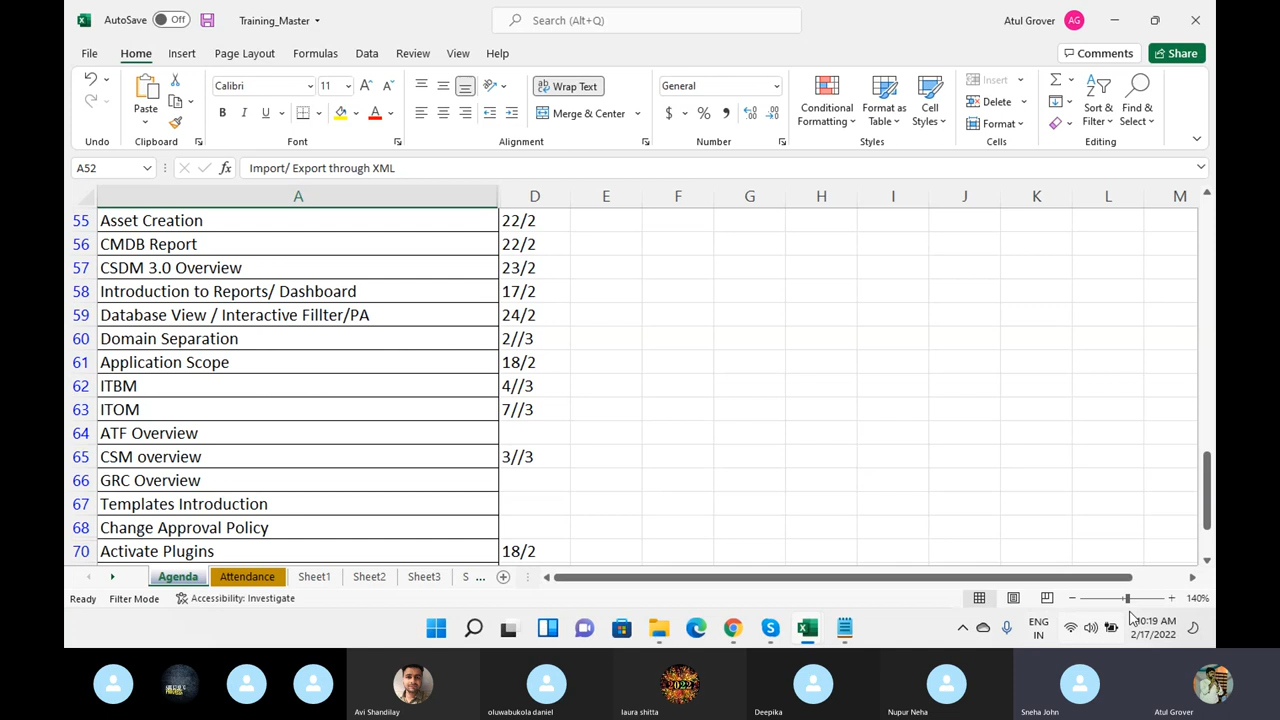 AutoSave Off Training_Master Search (Alt+Q) Atul Grover AG
File Home Insert Page Layout Formulas Data Review View Help Comments Share
Calibri 11 Wrap Text General Insert
Paste B I U Merge & Center $ % Conditional Formatting Format as Table Cell Styles Delete Format Sort & Filter Find & Select
Undo Clipboard Font Alignment Number Styles Cells Editing
A52 fx Import/ Export through XML
A D E F G H I J K L M
55 Asset Creation 22/2
56 CMDB Report 22/2
57 CSDM 3.0 Overview 23/2
58 Introduction to Reports/ Dashboard 17/2
59 Database View / Interactive Fillter/PA 24/2
60 Domain Separation 2//3
61 Application Scope 18/2
62 ITBM 4//3
63 ITOM 7//3
64 ATF Overview
65 CSM overview 3//3
66 GRC Overview
67 Templates Introduction
68 Change Approval Policy
70 Activate Plugins 18/2
Agenda Attendance Sheet1 Sheet2 Sheet3 S ...
Ready Filter Mode Accessibility: Investigate 140%
ENG 10:19 AM
IN 2/17/2022
2022
Avi Shandilay oluwabukola daniel laura shitta Deepika Nupur Neha Sneha John Atul Grover